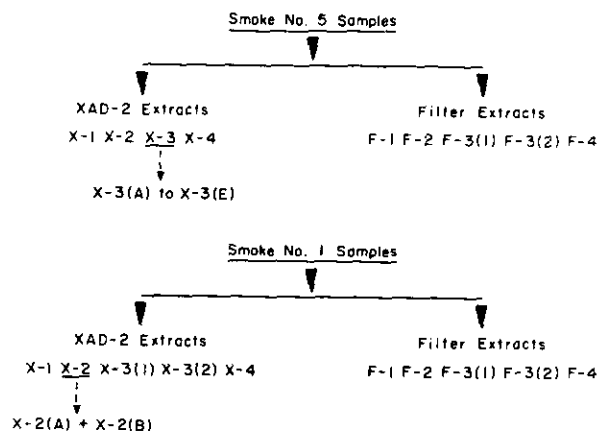 Smoke No. 5 Samples
XAD-2 Extracts
Filter Extracts
X-1 X-2 X-3 X-4
F-1 F-2 F-3(1) F-3(2) F-4
X-3(A) to X-3(E)
Smoke No. 1 Samples
XAD-2 Extracts
Filter Extracts
X-1 X-2 X-3(1) X-3(2) X-4
F-1 F-2 F-3(1) F-3(2) F-4
X-2(A) + X-2(B)